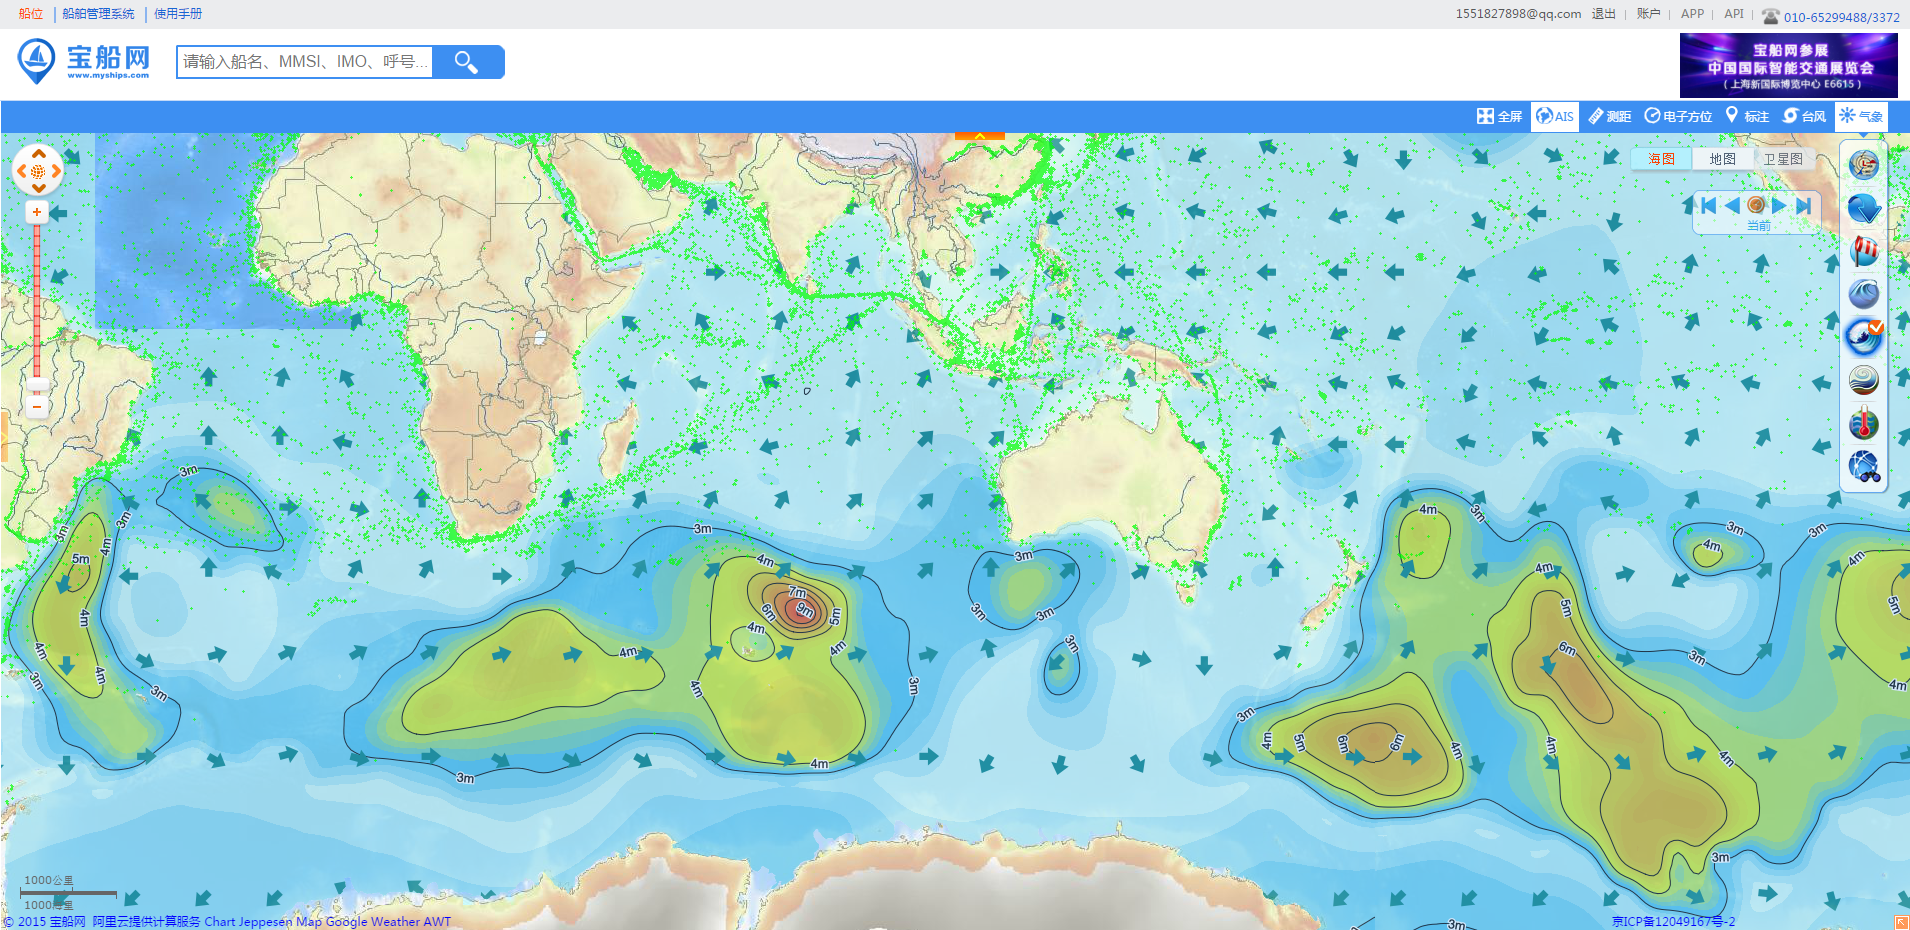 船位 船舶管理系统 使用手册
1551827898@qq.com 退出 账户 APP API 010-65299488/3372
宝船网
www.myships.com
请输入船名、MMSI、IMO、呼号...
宝船网参展
中国国际智能交通展览会
( 上海新国际博览中心 E6615 )
全屏 AIS 测距 电子方位 标注 台风 气象
海图 地图 卫星图
当前
3m
3m
3m
4m
5m
4m
4m
4m
3m
3m
3m
4m
7m
9m
6m
5m
4m
4m
4m
4m
3m
4m
3m
3m
3m
3m
3m
4m
3m
4m
5m
6m
3m
4m
5m
6m
6m
4m
4m
4m
3m
3m
4m
3m
3m
4m
5m
4m
3m
1000公里
1000海里
© 2015 宝船网 阿里云提供计算服务 Chart Jeppesen Map Google Weather AWT
京ICP备12049167号-2